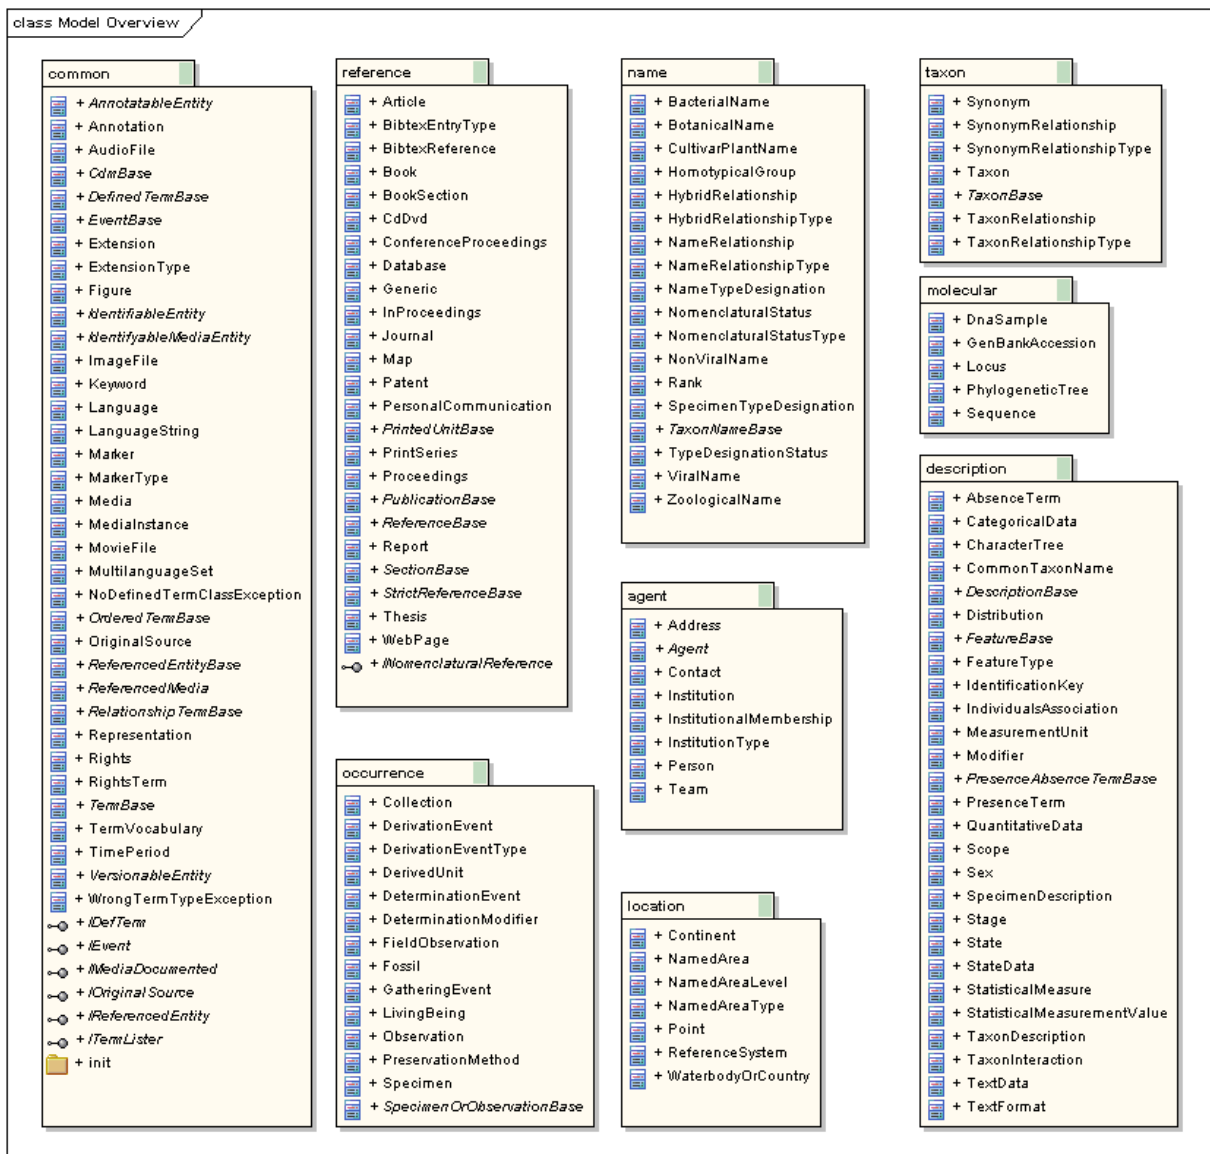 class Model Overview
common
+ AnnotatableEntity
+ Annotation
+ AudioFile
+ CdmBase
+ DefinedTermBase
+ EventBase
+ Extension
+ ExtensionType
+ Figure
+ IdentifiableEntity
+ IdentifyableMediaEntity
+ ImageFile
+ Keyword
+ Language
+ LanguageString
+ Marker
+ MarkerType
+ Media
+ MediaInstance
+ MovieFile
+ MultilanguageSet
+ NoDefinedTermClassException
+ OrderedTermBase
+ OriginalSource
+ ReferencedEntityBase
+ ReferencedMedia
+ RelationshipTermBase
+ Representation
+ Rights
+ RightsTerm
+ TermBase
+ TermVocabulary
+ TimePeriod
+ VersionableEntity
+ WrongTermTypeException
+ IDefTerm
+ IEvent
+ IMediaDocumented
+ IOriginalSource
+ IReferencedEntity
+ ITermLister
+ init
reference
+ Article
+ BibtexEntryType
+ BibtexReference
+ Book
+ BookSection
+ CdDvd
+ ConferenceProceedings
+ Database
+ Generic
+ InProceedings
+ Journal
+ Map
+ Patent
+ PersonalCommunication
+ PrintedUnitBase
+ PrintSeries
+ Proceedings
+ PublicationBase
+ ReferenceBase
+ Report
+ SectionBase
+ StrictReferenceBase
+ Thesis
+ WebPage
+ INomenclaturalReference
occurrence
+ Collection
+ DerivationEvent
+ DerivationEventType
+ DerivedUnit
+ DeterminationEvent
+ DeterminationModifier
+ FieldObservation
+ Fossil
+ GatheringEvent
+ LivingBeing
+ Observation
+ PreservationMethod
+ Specimen
+ SpecimenOrObservationBase
name
+ BacterialName
+ BotanicalName
+ CultivarPlantName
+ HomotypicalGroup
+ HybridRelationship
+ HybridRelationshipType
+ NameRelationship
+ NameRelationshipType
+ NameTypeDesignation
+ NomenclaturalStatus
+ NomenclaturalStatusType
+ NonViralName
+ Rank
+ SpecimenTypeDesignation
+ TaxonNameBase
+ TypeDesignationStatus
+ ViralName
+ ZoologicalName
agent
+ Address
+ Agent
+ Contact
+ Institution
+ InstitutionalMembership
+ InstitutionType
+ Person
+ Team
location
+ Continent
+ NamedArea
+ NamedAreaLevel
+ NamedAreaType
+ Point
+ ReferenceSystem
+ WaterbodyOrCountry
taxon
+ Synonym
+ SynonymRelationship
+ SynonymRelationshipType
+ Taxon
+ TaxonBase
+ TaxonRelationship
+ TaxonRelationshipType
molecular
+ DnaSample
+ GenBankAccession
+ Locus
+ PhylogeneticTree
+ Sequence
description
+ AbsenceTerm
+ CategoricalData
+ CharacterTree
+ CommonTaxonName
+ DescriptionBase
+ Distribution
+ FeatureBase
+ FeatureType
+ IdentificationKey
+ IndividualsAssociation
+ MeasurementUnit
+ Modifier
+ PresenceAbsenceTermBase
+ PresenceTerm
+ QuantitativeData
+ Scope
+ Sex
+ SpecimenDescription
+ Stage
+ State
+ StateData
+ StatisticalMeasure
+ StatisticalMeasurementValue
+ TaxonDescription
+ TaxonInteraction
+ TextData
+ TextFormat